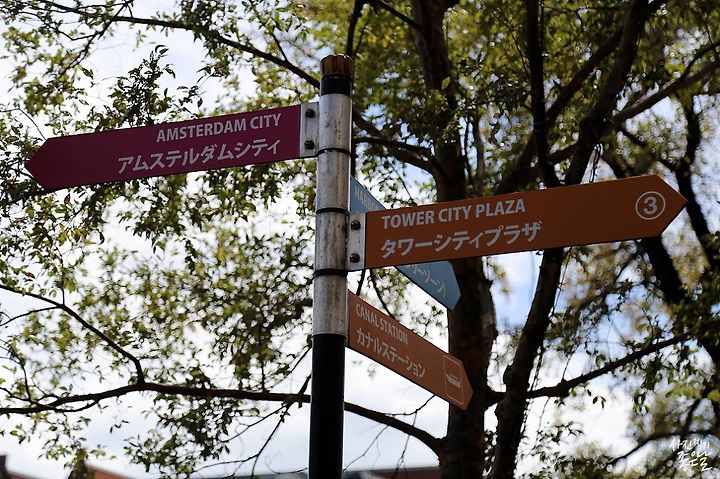 AMSTERDAM CITY
アムステルダムシティ
TOWER CITY PLAZA
タワーシティプラザ
③
CANAL STATION
カナルステーション